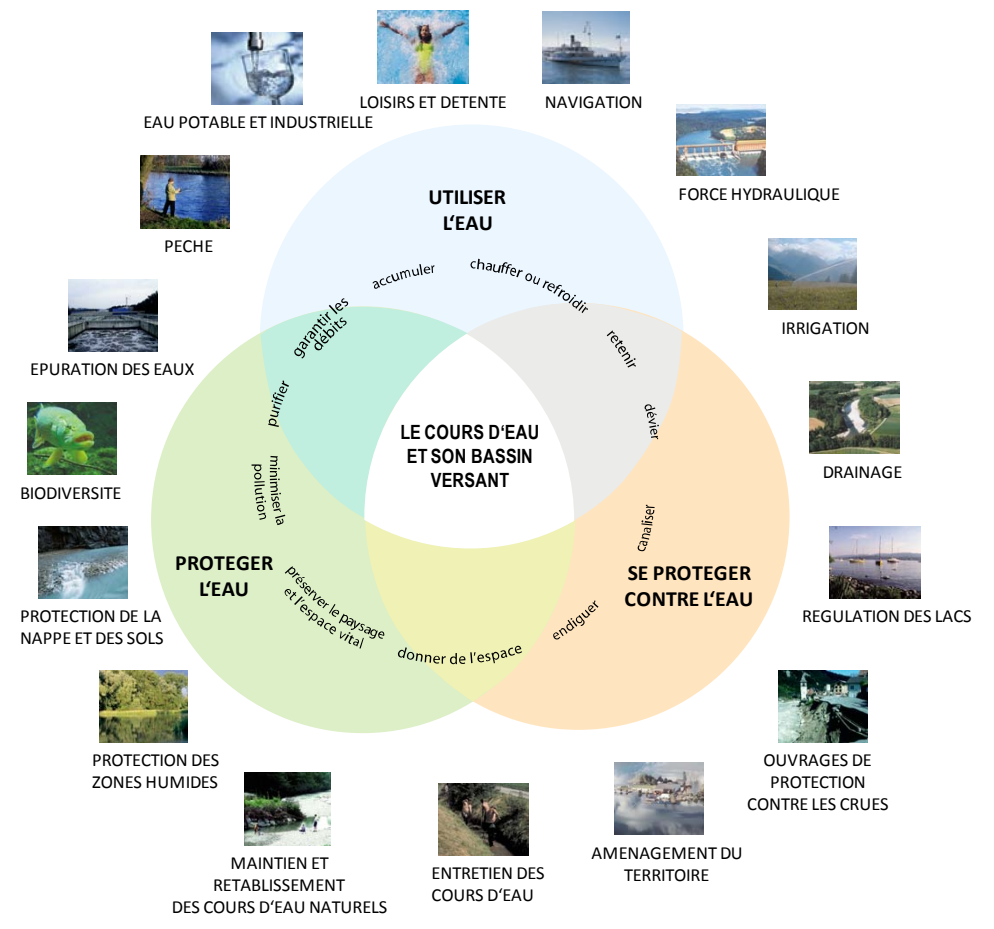 LOISIRS ET DETENTE
NAVIGATION
EAU POTABLE ET INDUSTRIELLE
FORCE HYDRAULIQUE
PECHE
IRRIGATION
EPURATION DES EAUX
DRAINAGE
BIODIVERSITE
REGULATION DES LACS
PROTECTION DE LA
NAPPE ET DES SOLS
OUVRAGES DE
PROTECTION
CONTRE LES CRUES
PROTECTION DES
ZONES HUMIDES
AMENAGEMENT DU
TERRITOIRE
MAINTIEN ET
RETABLISSEMENT
DES COURS D‘EAU NATURELS
ENTRETIEN DES
COURS D‘EAU
UTILISER
L‘EAU
accumuler
chauffer ou refroidir
garantir les
débits
retenir
purifier
dévier
LE COURS D‘EAU
ET SON BASSIN
VERSANT
minimiser la
pollution
canaliser
PROTEGER
L‘EAU
SE PROTEGER
CONTRE L‘EAU
préserver le paysage
et l'espace vital
donner de l'espace
endiguer